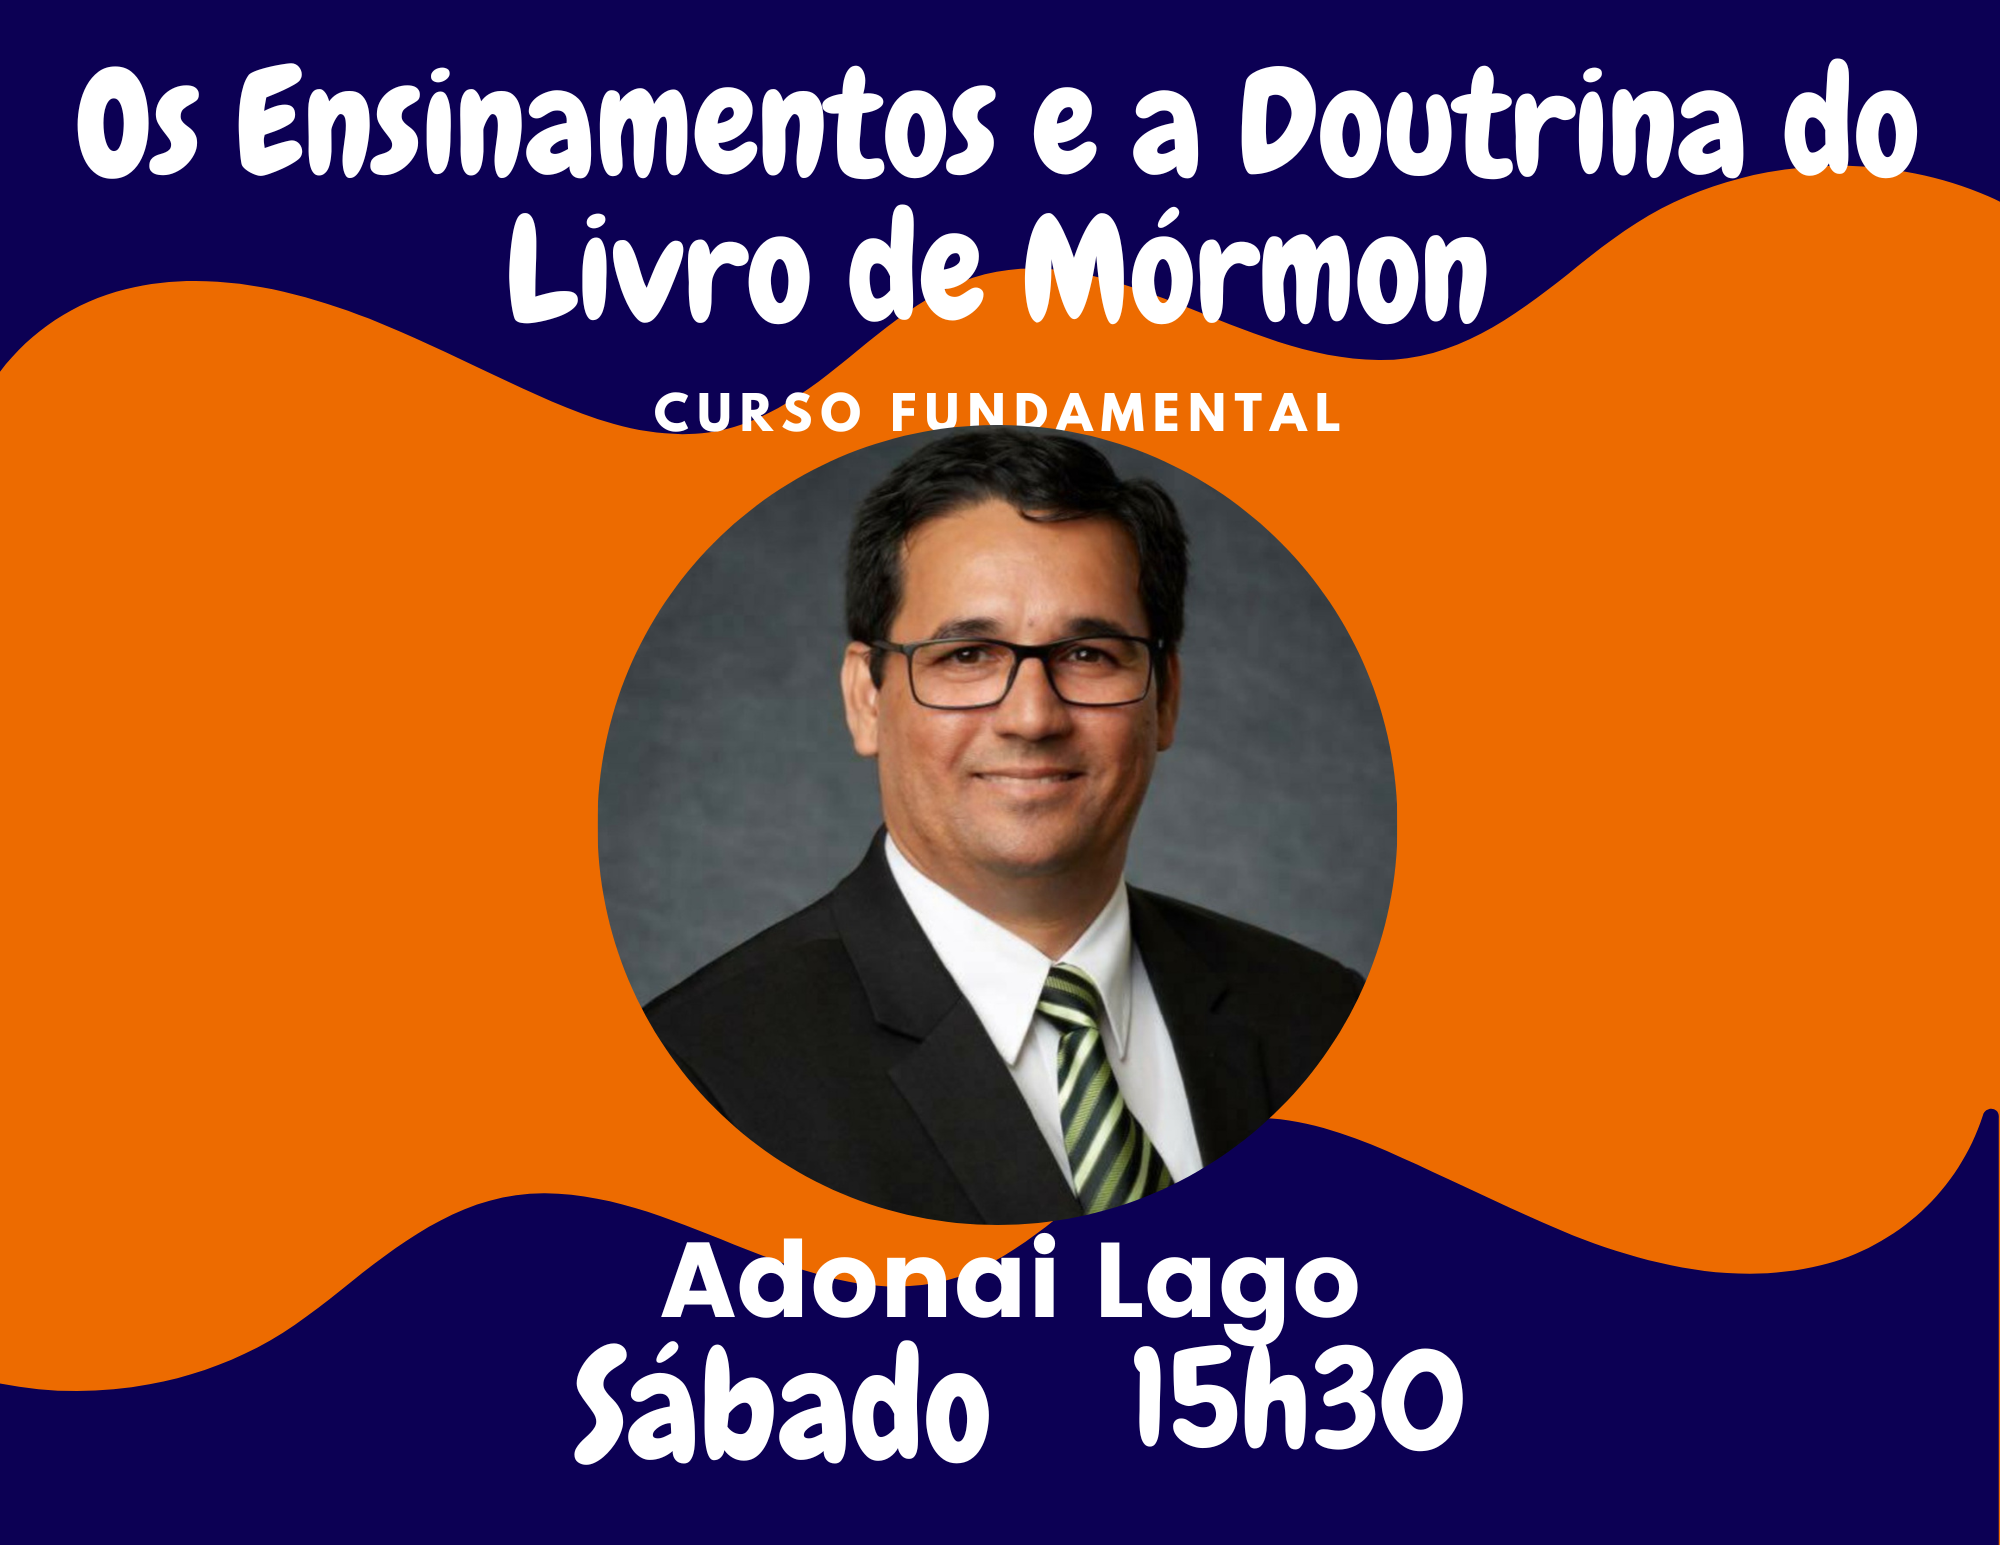 Os Ensinamentos e a Doutrina do
Livro de Mórmon
CURSO FUNDAMENTAL
Adonai Lago
Sábado 15h30